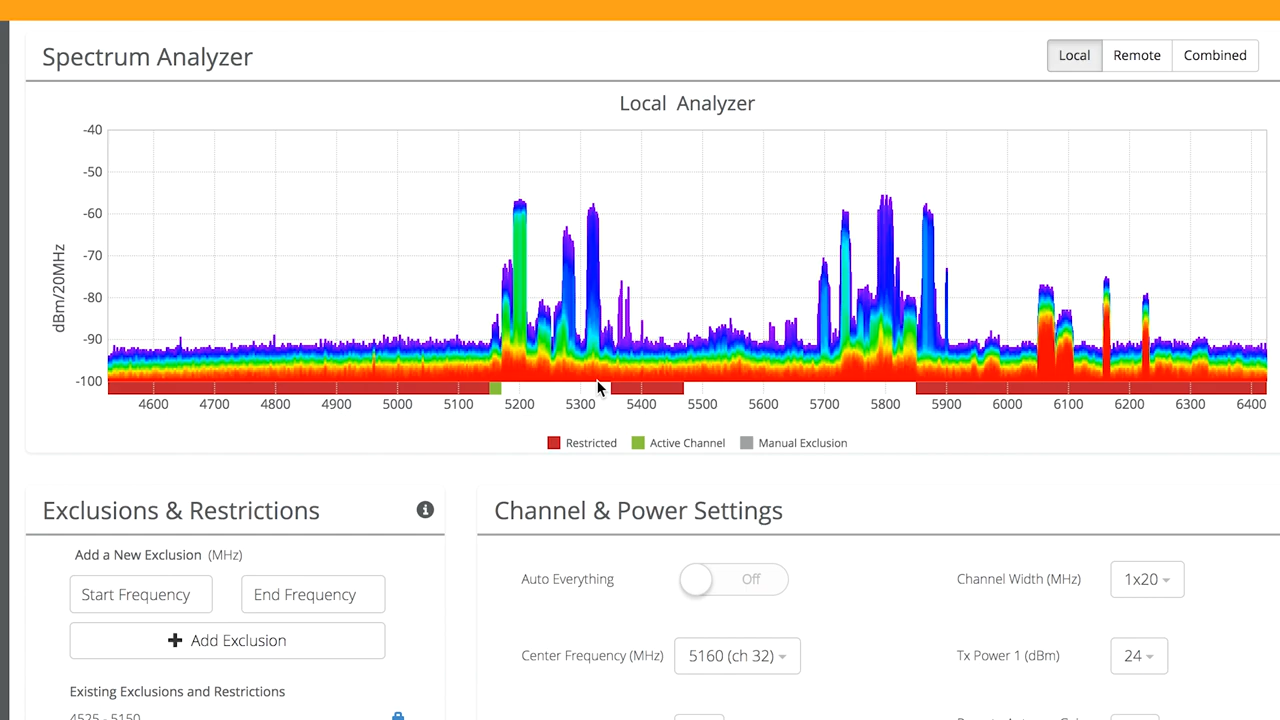 Spectrum Analyzer
Local Remote Combined
Local Analyzer
-40
-50
-60
-70
-80
-90
-100
dBm/20MHz
4600 4700 4800 4900 5000 5100 5200 5300 5400 5500 5600 5700 5800 5900 6000 6100 6200 6300 6400
Restricted Active Channel Manual Exclusion
Exclusions & Restrictions
Add a New Exclusion (MHz)
Start Frequency End Frequency
Add Exclusion
Existing Exclusions and Restrictions
4525 - 5150
Channel & Power Settings
Auto Everything Off Channel Width (MHz) 1x20
Center Frequency (MHz) 5160 (ch 32) Tx Power 1 (dBm) 24